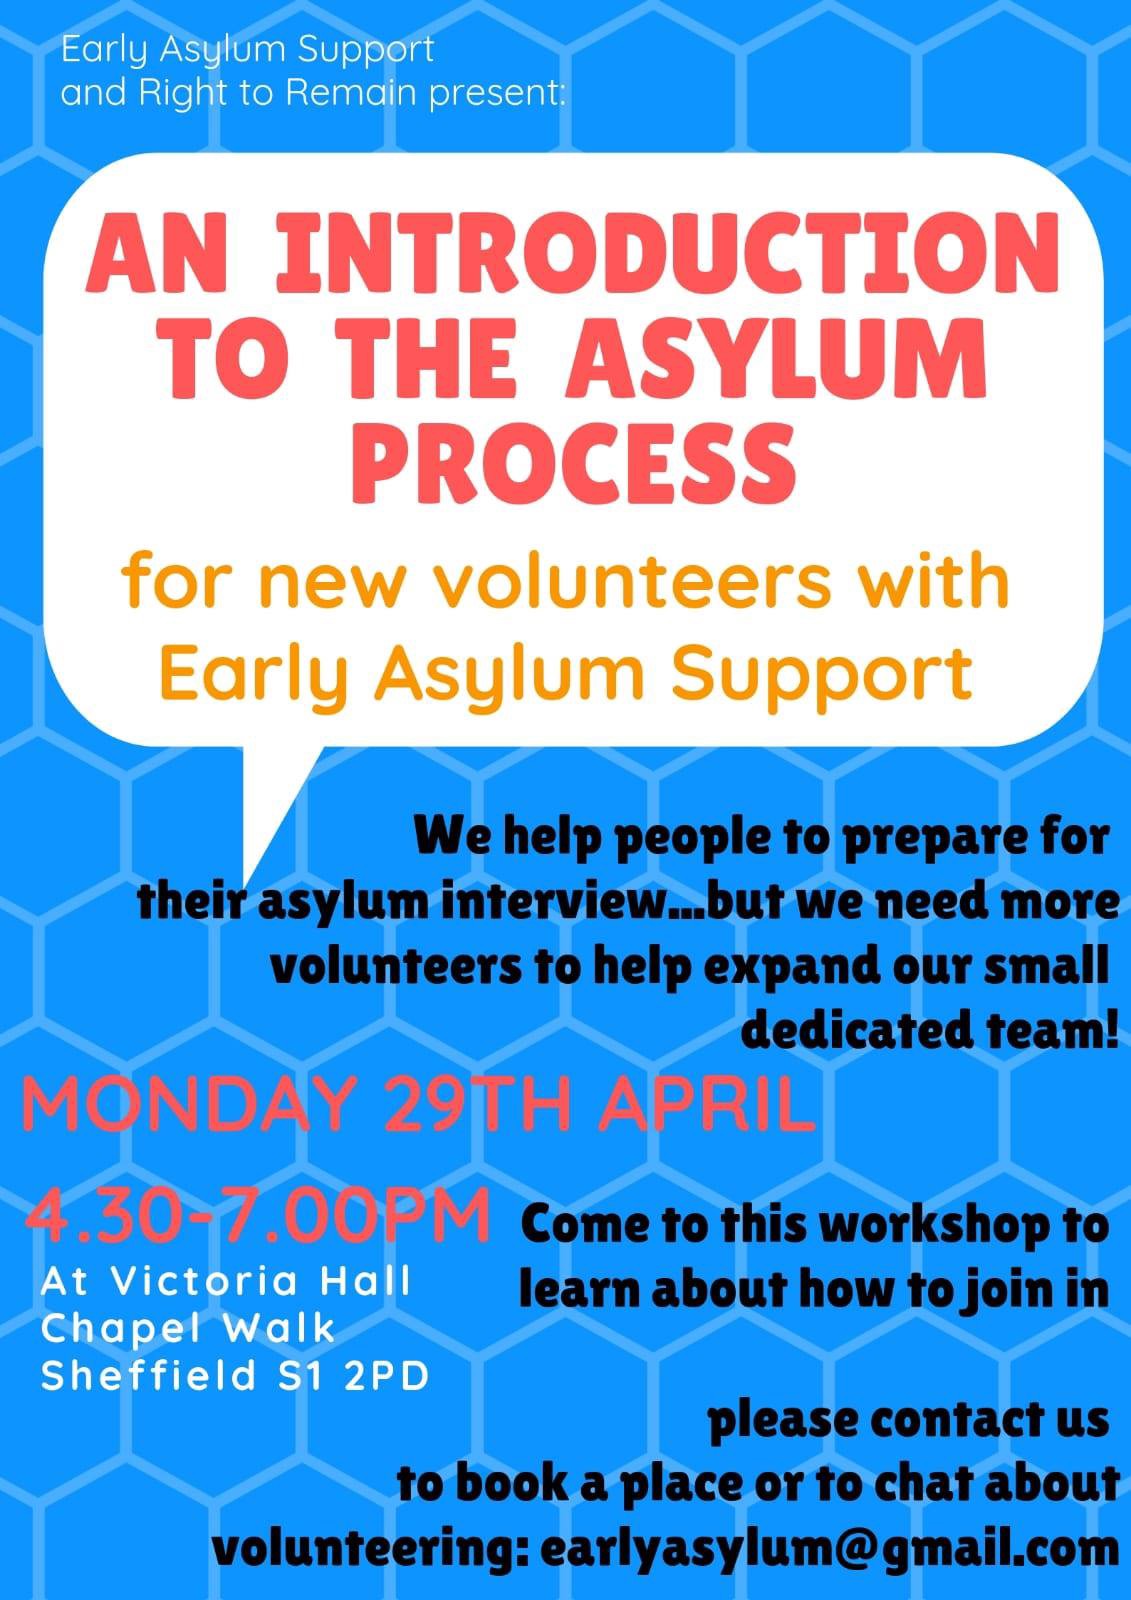 Early Asylum Support
and Right to Remain present:
AN INTRODUCTION
TO THE ASYLUM
PROCESS
for new volunteers with
Early Asylum Support
We help people to prepare for
their asylum interview...but we need more
volunteers to help expand our small
dedicated team!
MONDAY 29TH APRIL
4.30-7.00PM
At Victoria Hall
Chapel Walk
Sheffield S1 2PD
Come to this workshop to
learn about how to join in
please contact us
to book a place or to chat about
volunteering: earlyasylum@gmail.com